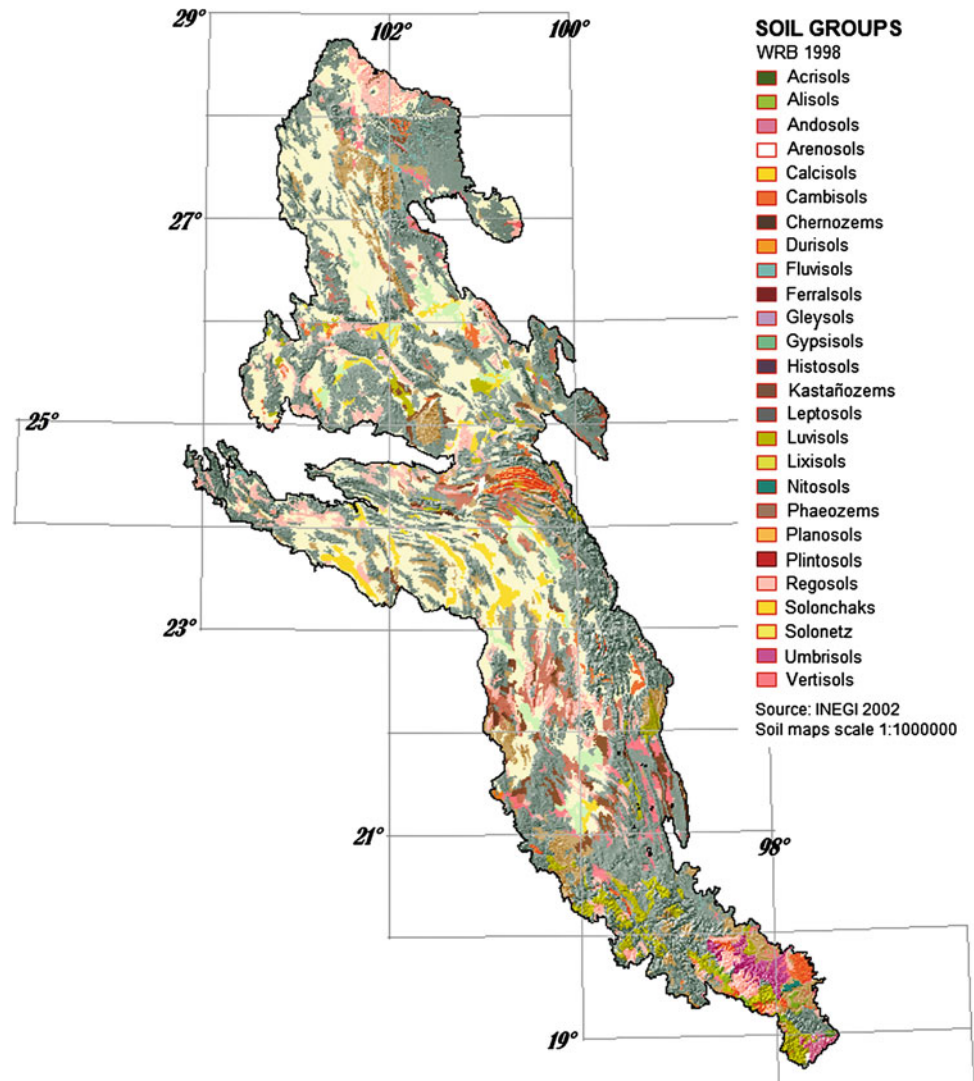 29°
102°
100°
27°
25°
23°
21°
98°
19°
SOIL GROUPS
WRB 1998
Acrisols
Alisols
Andosols
Arenosols
Calcisols
Cambisols
Chernozems
Durisols
Fluvisols
Ferralsols
Gleysols
Gypsisols
Histosols
Kastañozems
Leptosols
Luvisols
Lixisols
Nitosols
Phaeozems
Planosols
Plintosols
Regosols
Solonchaks
Solonetz
Umbrisols
Vertisols
Source: INEGI 2002
Soil maps scale 1:1000000